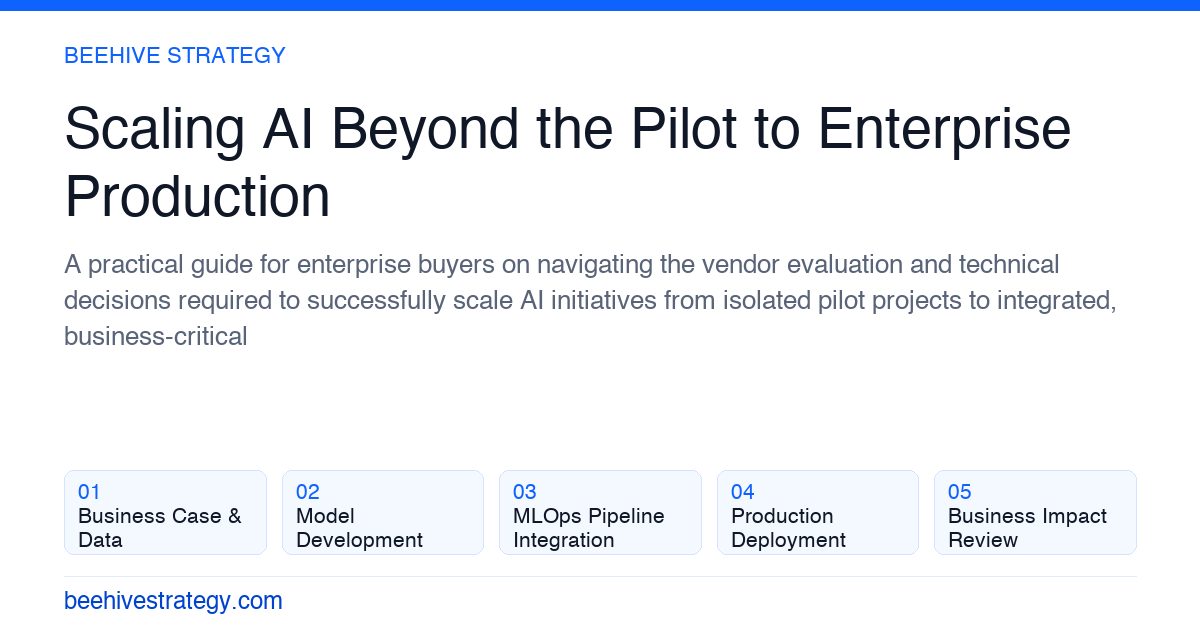 BEEHIVE STRATEGY
Scaling AI Beyond the Pilot to Enterprise
Production
A practical guide for enterprise buyers on navigating the vendor evaluation and technical
decisions required to successfully scale AI initiatives from isolated pilot projects to integrated,
business-critical
01
Business Case &
Data
02
Model
Development
03
MLOps Pipeline
Integration
04
Production
Deployment
05
Business Impact
Review
beehivestrategy.com